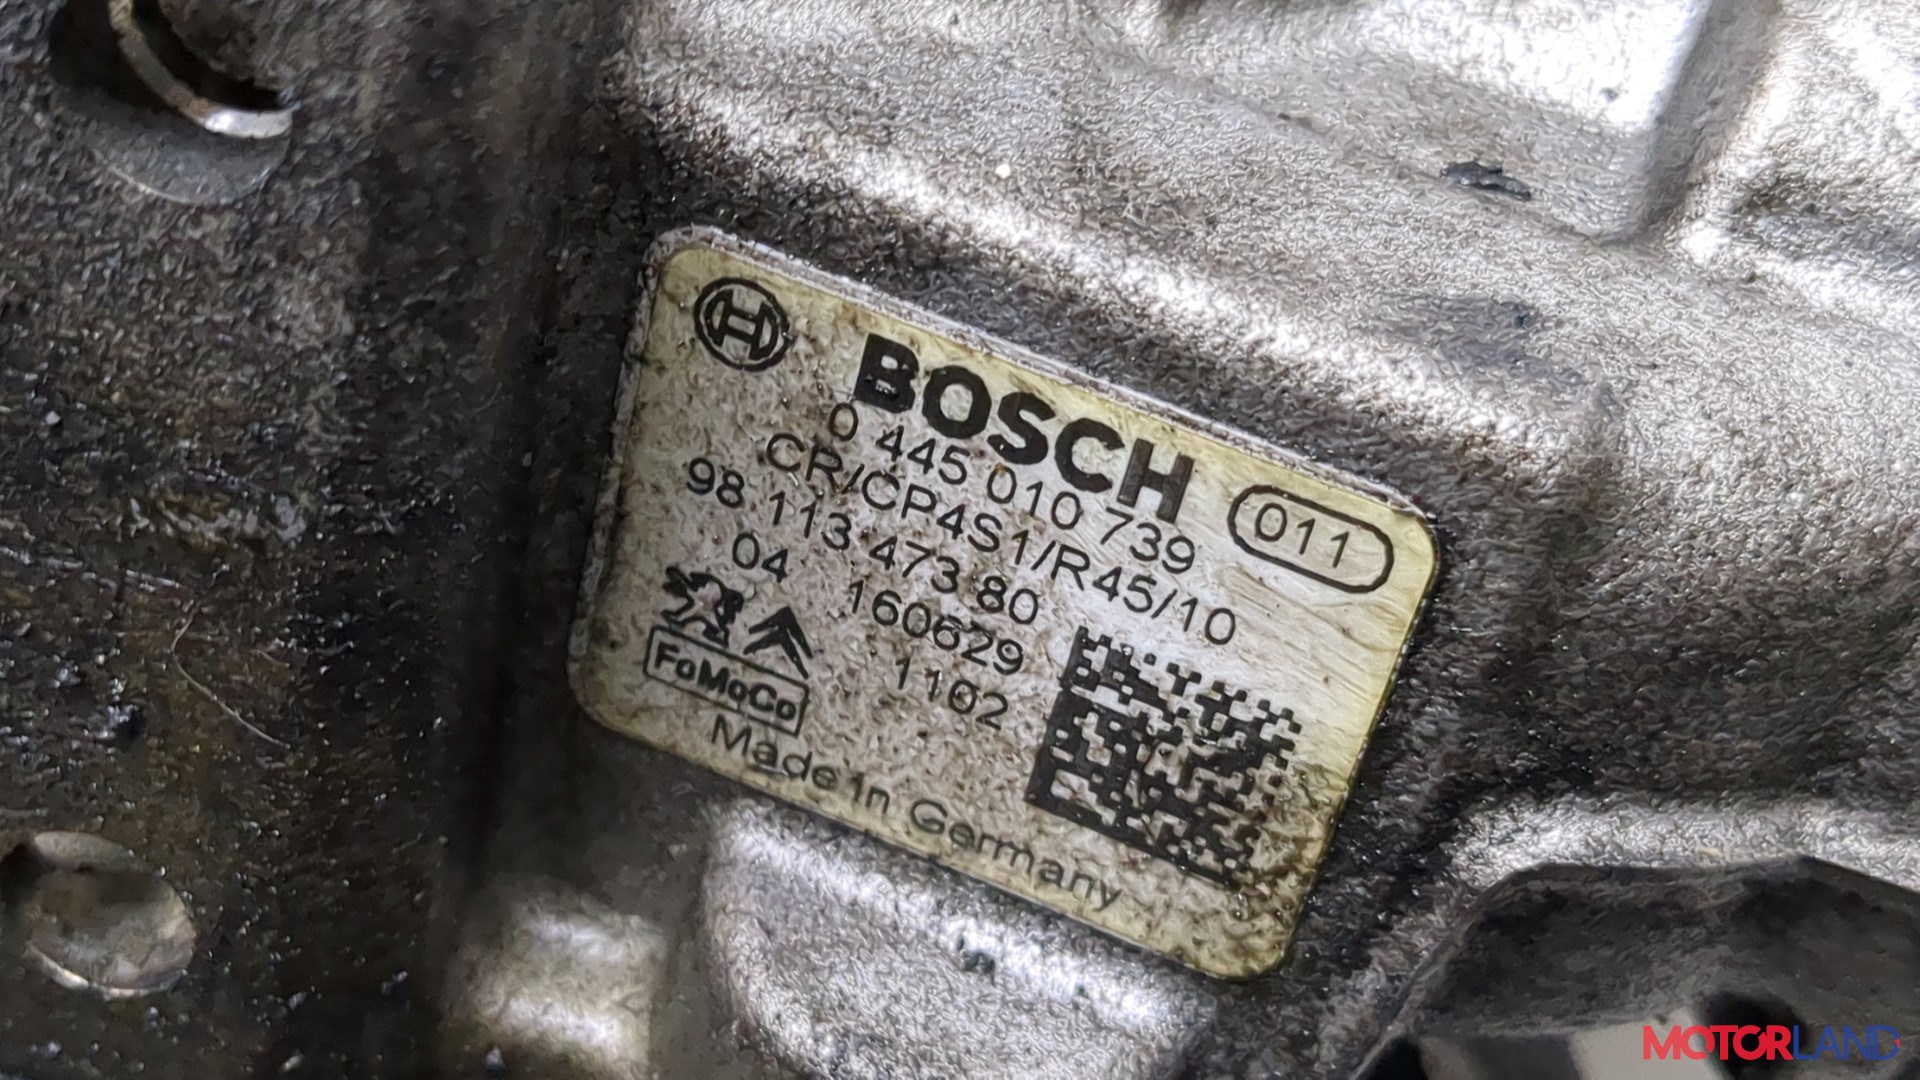 BOSCH
0 445 010 739
011
CR/CP4S1/R45/10
98 113 473 80
04 160629
1102
FoMoCo
Made in Germany
MOTORLAND